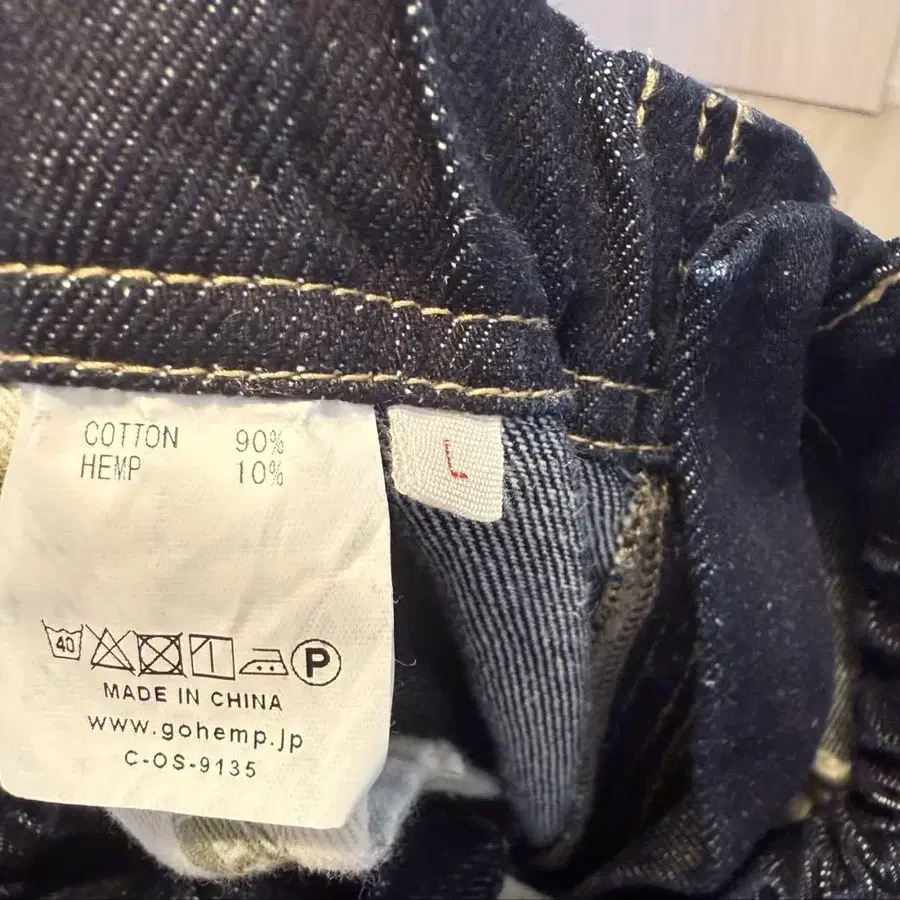 COTTON 90%
HEMP 10%
L
40
P
MADE IN CHINA
www.gohemp.jp
C-OS-9135